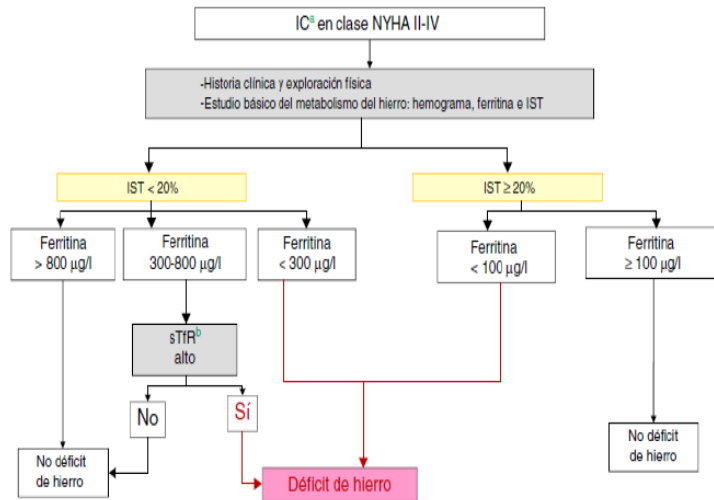 ICª en clase NYHA II-IV
-Historia clínica y exploración física
-Estudio básico del metabolismo del hierro: hemograma, ferritina e IST
IST < 20%
IST ≥ 20%
Ferritina
> 800 µg/l
Ferritina
300-800 µg/l
Ferritina
< 300 µg/l
Ferritina
< 100 µg/l
Ferritina
≥ 100 µg/l
sTfRᵇ
alto
No
Sí
No déficit
de hierro
Déficit de hierro
No déficit
de hierro